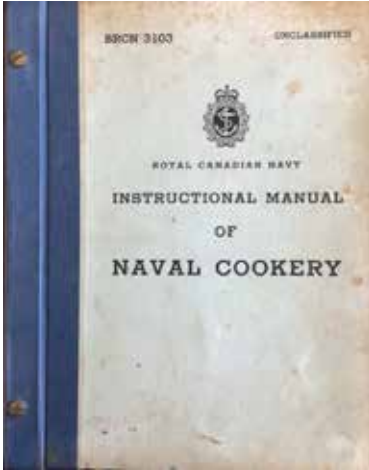 BRCN 3103 UNCLASSIFIED
ROYAL CANADIAN NAVY
INSTRUCTIONAL MANUAL
OF
NAVAL COOKERY